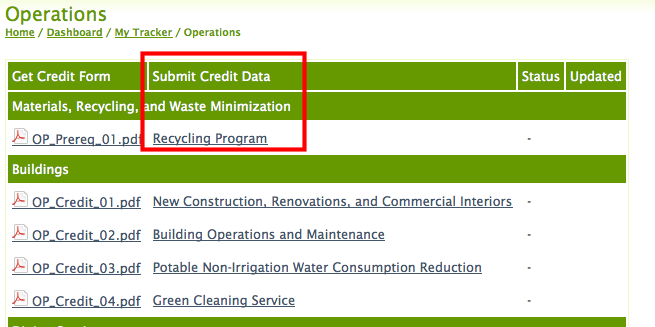 Operations
Home / Dashboard / My Tracker / Operations
Get Credit Form Submit Credit Data Status Updated
Materials, Recycling, and Waste Minimization
OP_Prereq_01.pdf Recycling Program -
Buildings
OP_Credit_01.pdf New Construction, Renovations, and Commercial Interiors -
OP_Credit_02.pdf Building Operations and Maintenance -
OP_Credit_03.pdf Potable Non-Irrigation Water Consumption Reduction -
OP_Credit_04.pdf Green Cleaning Service -